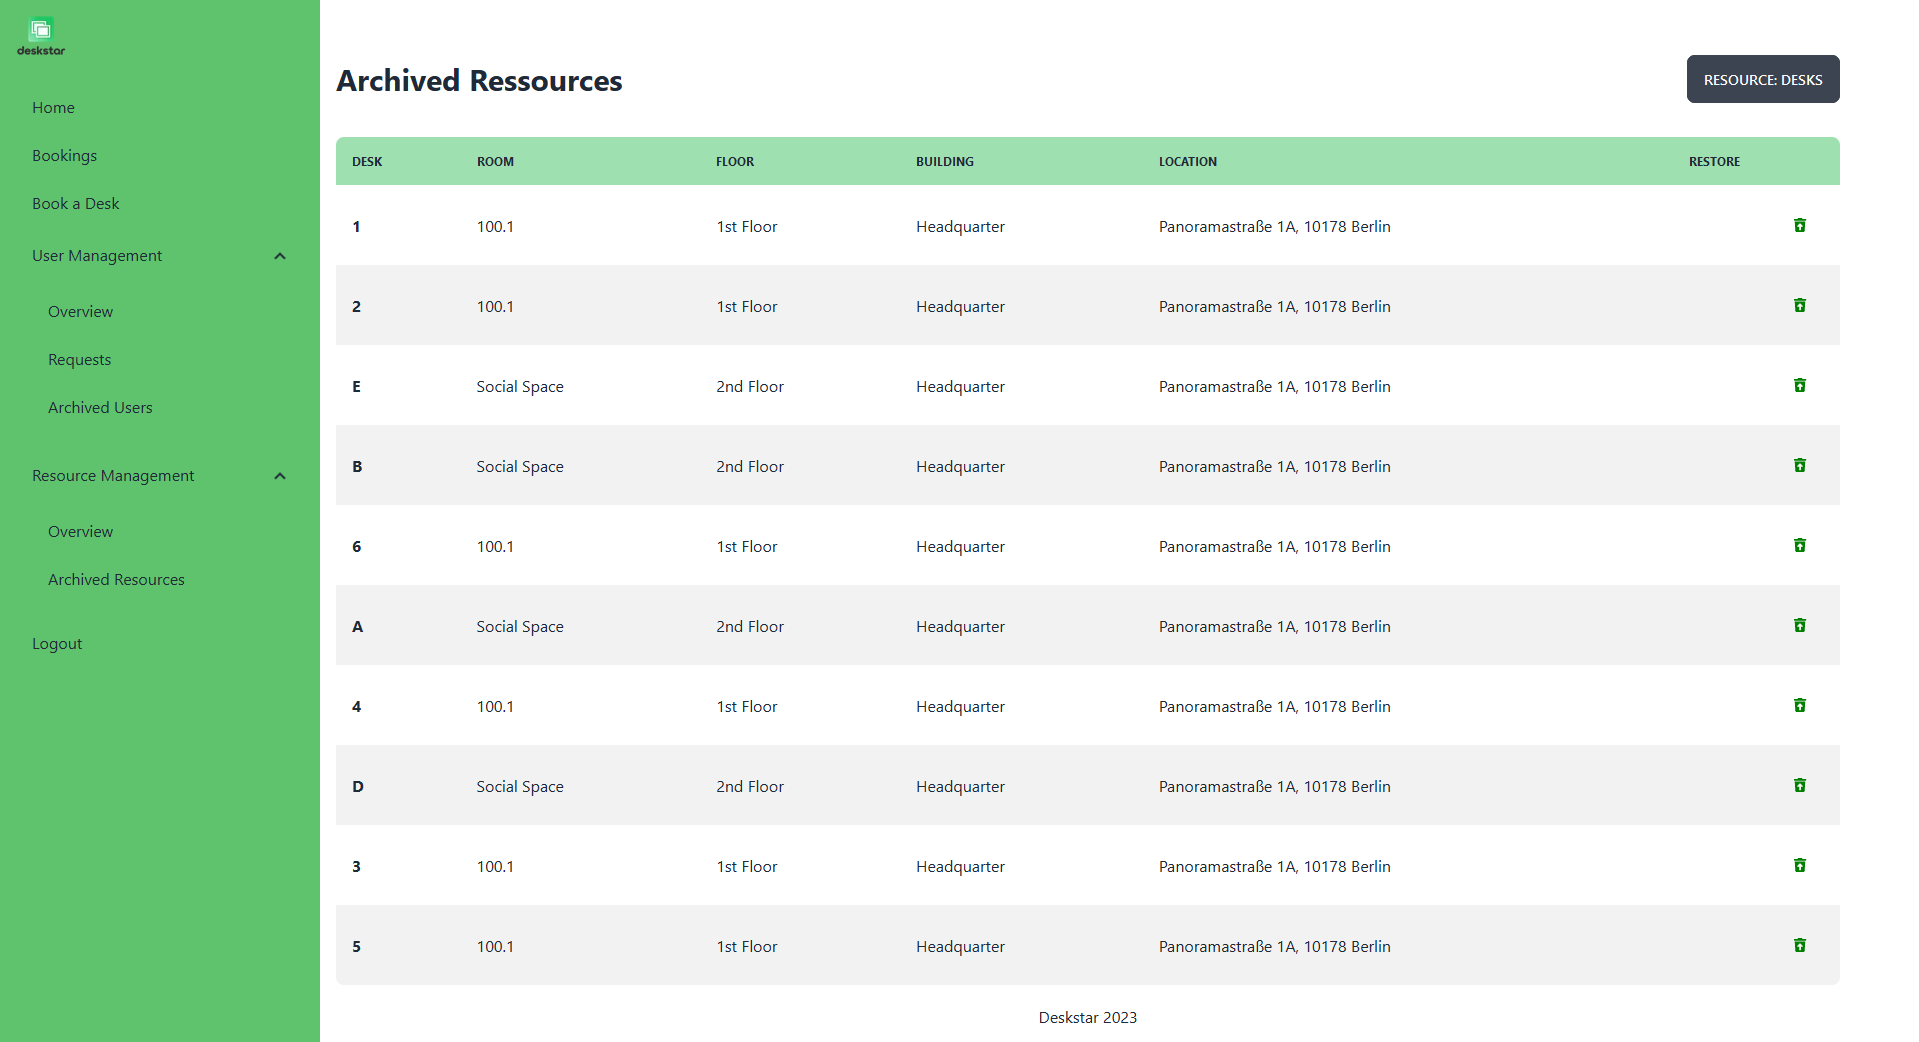 deskstar
Home
Bookings
Book a Desk
User Management
Overview
Requests
Archived Users
Resource Management
Overview
Archived Resources
Logout
Archived Ressources
RESOURCE: DESKS
DESK ROOM FLOOR BUILDING LOCATION RESTORE
1 100.1 1st Floor Headquarter Panoramastraße 1A, 10178 Berlin
2 100.1 1st Floor Headquarter Panoramastraße 1A, 10178 Berlin
E Social Space 2nd Floor Headquarter Panoramastraße 1A, 10178 Berlin
B Social Space 2nd Floor Headquarter Panoramastraße 1A, 10178 Berlin
6 100.1 1st Floor Headquarter Panoramastraße 1A, 10178 Berlin
A Social Space 2nd Floor Headquarter Panoramastraße 1A, 10178 Berlin
4 100.1 1st Floor Headquarter Panoramastraße 1A, 10178 Berlin
D Social Space 2nd Floor Headquarter Panoramastraße 1A, 10178 Berlin
3 100.1 1st Floor Headquarter Panoramastraße 1A, 10178 Berlin
5 100.1 1st Floor Headquarter Panoramastraße 1A, 10178 Berlin
Deskstar 2023